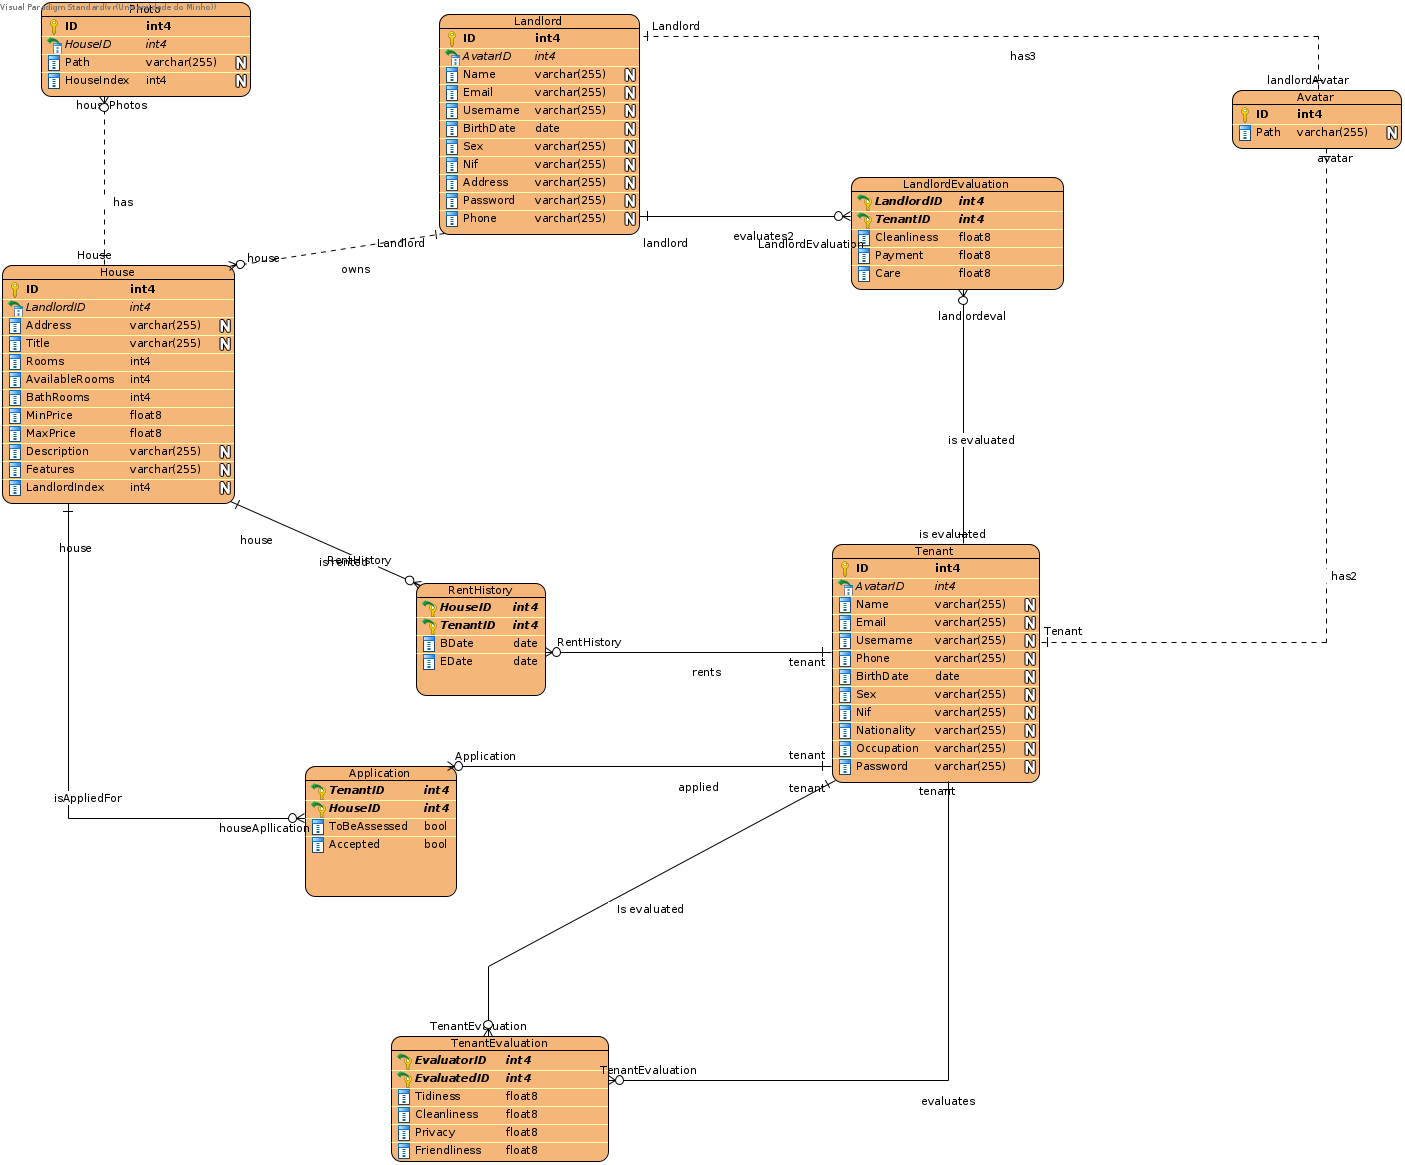 Visual Paradigm Standard(vr(Universidade do Minho))
Photo
ID int4
HouseID int4
Path varchar(255) N
HouseIndex int4 N
housePhotos
has
House
Landlord
ID int4
AvatarID int4
Name varchar(255) N
Email varchar(255) N
Username varchar(255) N
BirthDate date N
Sex varchar(255) N
Nif varchar(255) N
Address varchar(255) N
Password varchar(255) N
Phone varchar(255) N
Landlord
has3
landlordAvatar
Avatar
ID int4
Path varchar(255) N
avatar
LandlordEvaluation
LandlordID int4
TenantID int4
Cleanliness float8
Payment float8
Care float8
landlord
evaluates2
LandlordEvaluation
Landlord
house
owns
landlordeval
is evaluated
is evaluated
House
ID int4
LandlordID int4
Address varchar(255) N
Title varchar(255) N
Rooms int4
AvailableRooms int4
BathRooms int4
MinPrice float8
MaxPrice float8
Description varchar(255) N
Features varchar(255) N
LandlordIndex int4 N
house
house
is rented
RentHistory
RentHistory
HouseID int4
TenantID int4
BDate date
EDate date
RentHistory
rents
tenant
Tenant
ID int4
AvatarID int4
Name varchar(255) N
Email varchar(255) N
Username varchar(255) N
Phone varchar(255) N
BirthDate date N
Sex varchar(255) N
Nif varchar(255) N
Nationality varchar(255) N
Occupation varchar(255) N
Password varchar(255) N
Tenant
has2
Application
tenant
applied
isAppliedFor
houseApllication
Application
TenantID int4
HouseID int4
ToBeAssessed bool
Accepted bool
tenant
tenant
Is evaluated
TenantEvaluation
TenantEvaluation
EvaluatorID int4
EvaluatedID int4
Tidiness float8
Cleanliness float8
Privacy float8
Friendliness float8
TenantEvaluation
evaluates